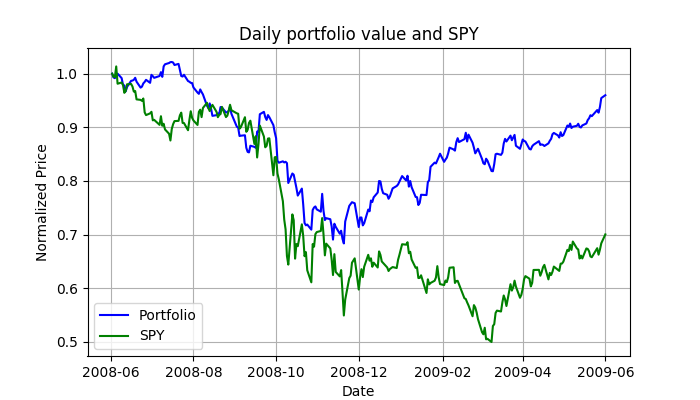 Daily portfolio value and SPY
Normalized Price
1.0
0.9
0.8
0.7
0.6
0.5
Portfolio
SPY
2008-06 2008-08 2008-10 2008-12 2009-02 2009-04 2009-06
Date